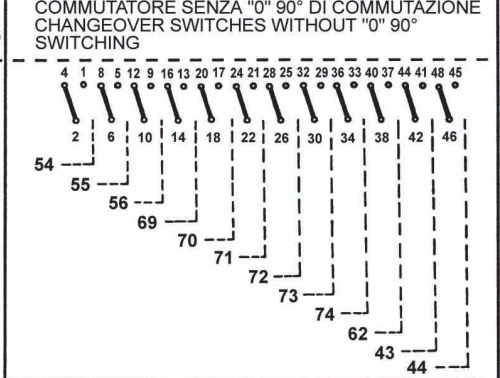 COMMUTATORE SENZA "0" 90° DI COMMUTAZIONE
CHANGEOVER SWITCHES WITHOUT "0" 90°
SWITCHING
4 1 8 5 12 9 16 13 20 17 24 21 28 25 32 29 36 33 40 37 44 41 48 45
2 6 10 14 18 22 26 30 34 38 42 46
54
55
56
69
70
71
72
73
74
62
43
44